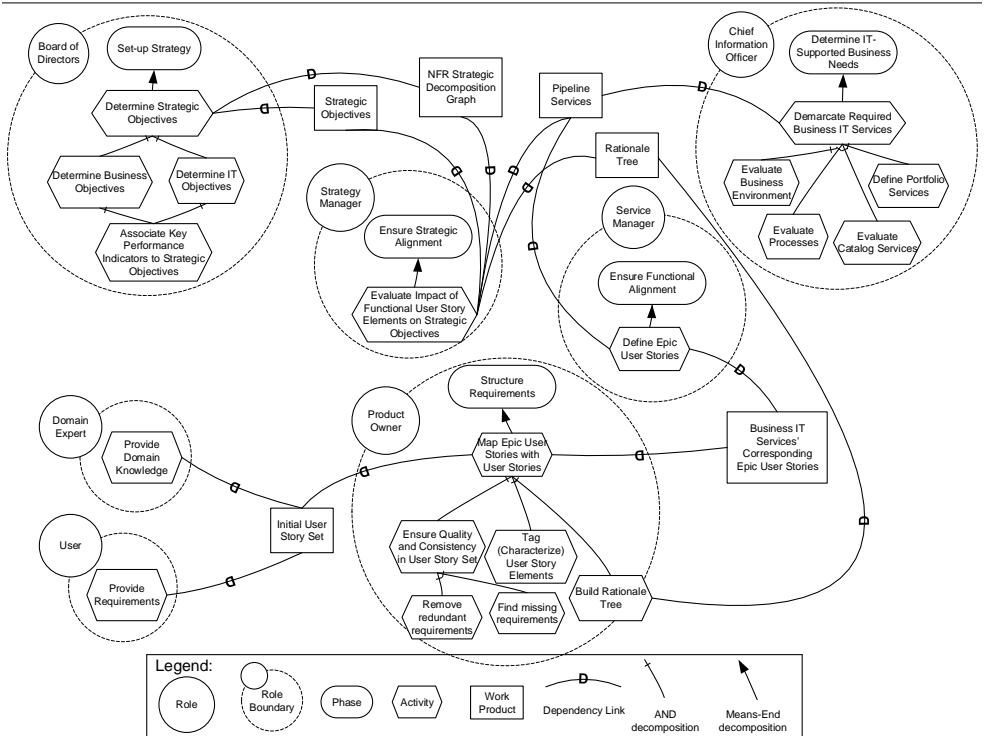 Board of
Directors
Set-up Strategy
Determine Strategic
Objectives
Determine Business
Objectives
Determine IT
Objectives
Associate Key
Performance
Indicators to Strategic
Objectives
D
D
Strategic
Objectives
NFR Strategic
Decomposition
Graph
Pipeline
Services
Rationale
Tree
D
Chief
Information
Officer
Determine IT-
Supported Business
Needs
Demarcate Required
Business IT Services
Evaluate
Business
Environment
Define Portfolio
Services
Evaluate
Processes
Evaluate
Catalog Services
D
D
D
D
D
Strategy
Manager
Ensure Strategic
Alignment
Evaluate Impact of
Functional User Story
Elements on Strategic
Objectives
Service
Manager
Ensure Functional
Alignment
Define Epic
User Stories
D
Business IT
Services'
Corresponding
Epic User Stories
D
Product
Owner
Structure
Requirements
Map Epic User
Stories with
User Stories
D
Domain
Expert
Provide
Domain
Knowledge
D
Initial User
Story Set
User
Provide
Requirements
D
Ensure Quality
and Consistency
in User Story Set
Tag
(Characterize)
User Story
Elements
Remove
redundant
requirements
Find missing
requirements
Build Rationale
Tree
D
Legend:
Role
Role
Boundary
Phase
Activity
Work
Product
D
Dependency Link
AND
decomposition
Means-End
decomposition